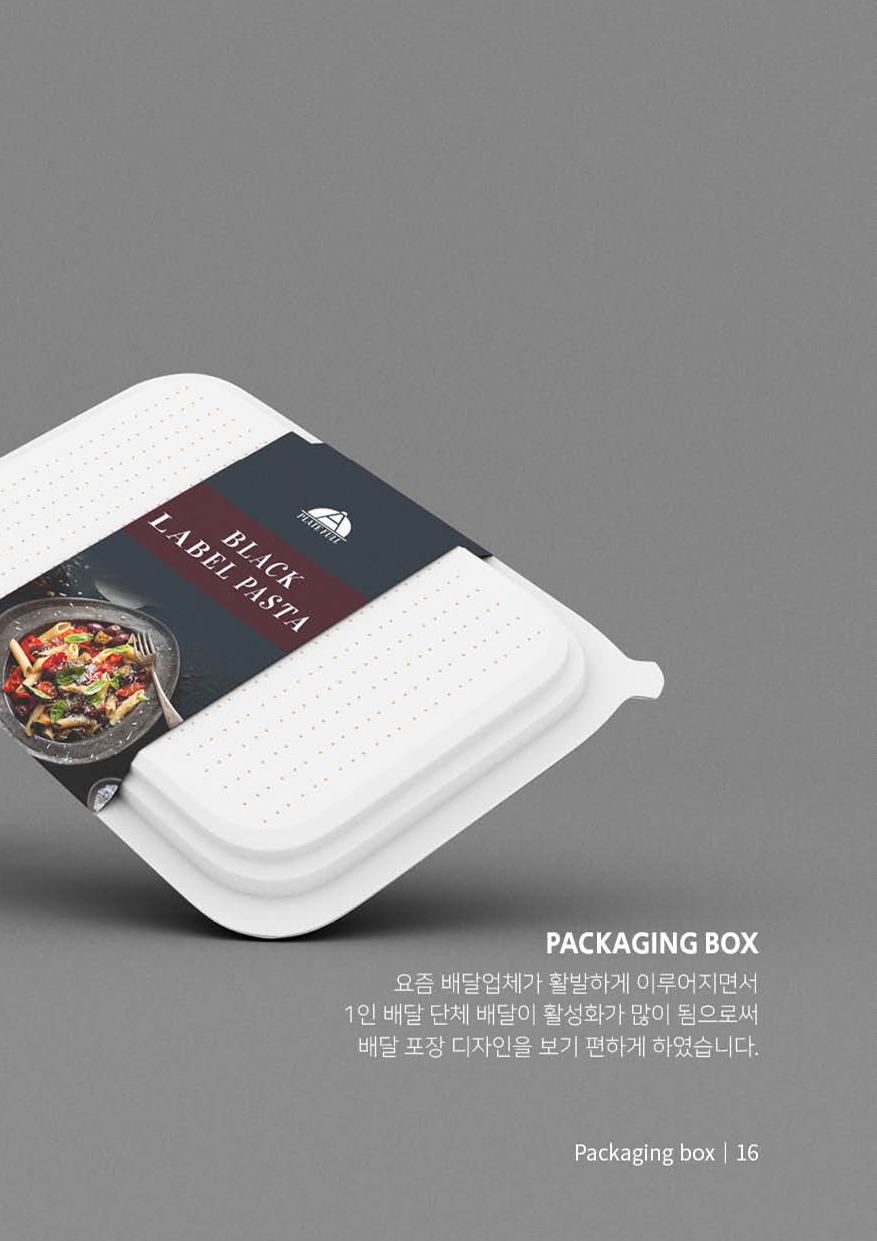 PLATE FULL
BLACK
LABEL PASTA
PACKAGING BOX
요즘 배달업체가 활발하게 이루어지면서
1인 배달 단체 배달이 활성화가 많이 됨으로써
배달 포장 디자인을 보기 편하게 하였습니다.
Packaging box | 16